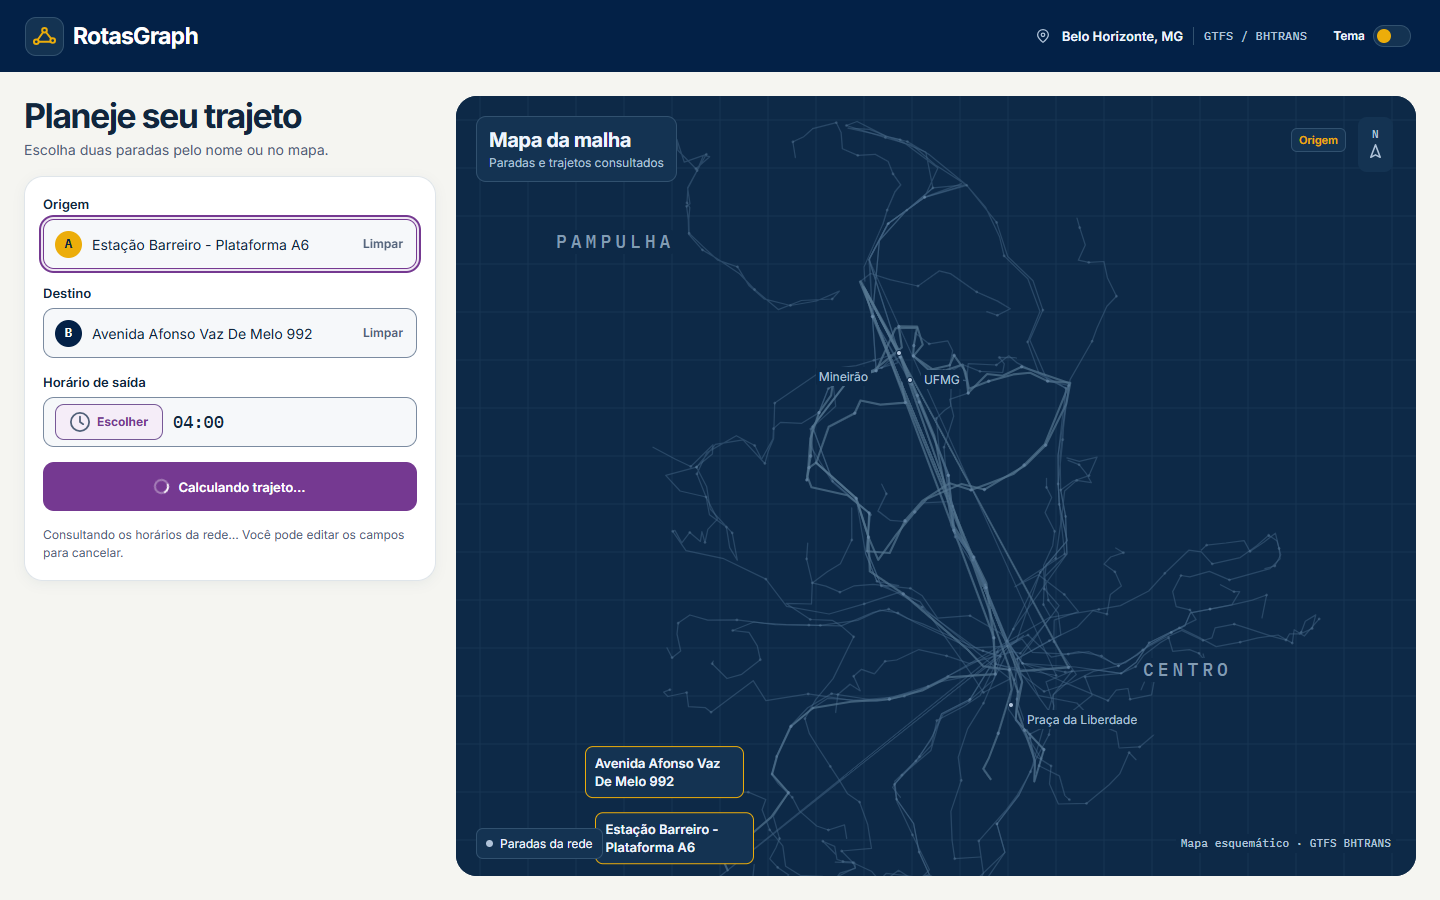 RotasGraph
Belo Horizonte, MG
GTFS / BHTRANS
Tema
Planeje seu trajeto
Escolha duas paradas pelo nome ou no mapa.
Origem
A
Estação Barreiro - Plataforma A6
Limpar
Destino
B
Avenida Afonso Vaz De Melo 992
Limpar
Horário de saída
Escolher
04:00
Calculando trajeto...
Consultando os horários da rede... Você pode editar os campos
para cancelar.
Mapa da malha
Paradas e trajetos consultados
Origem
N
PAMPULHA
Mineirão
UFMG
CENTRO
Praça da Liberdade
Avenida Afonso Vaz
De Melo 992
Estação Barreiro -
Plataforma A6
Paradas da rede
Mapa esquemático · GTFS BHTRANS